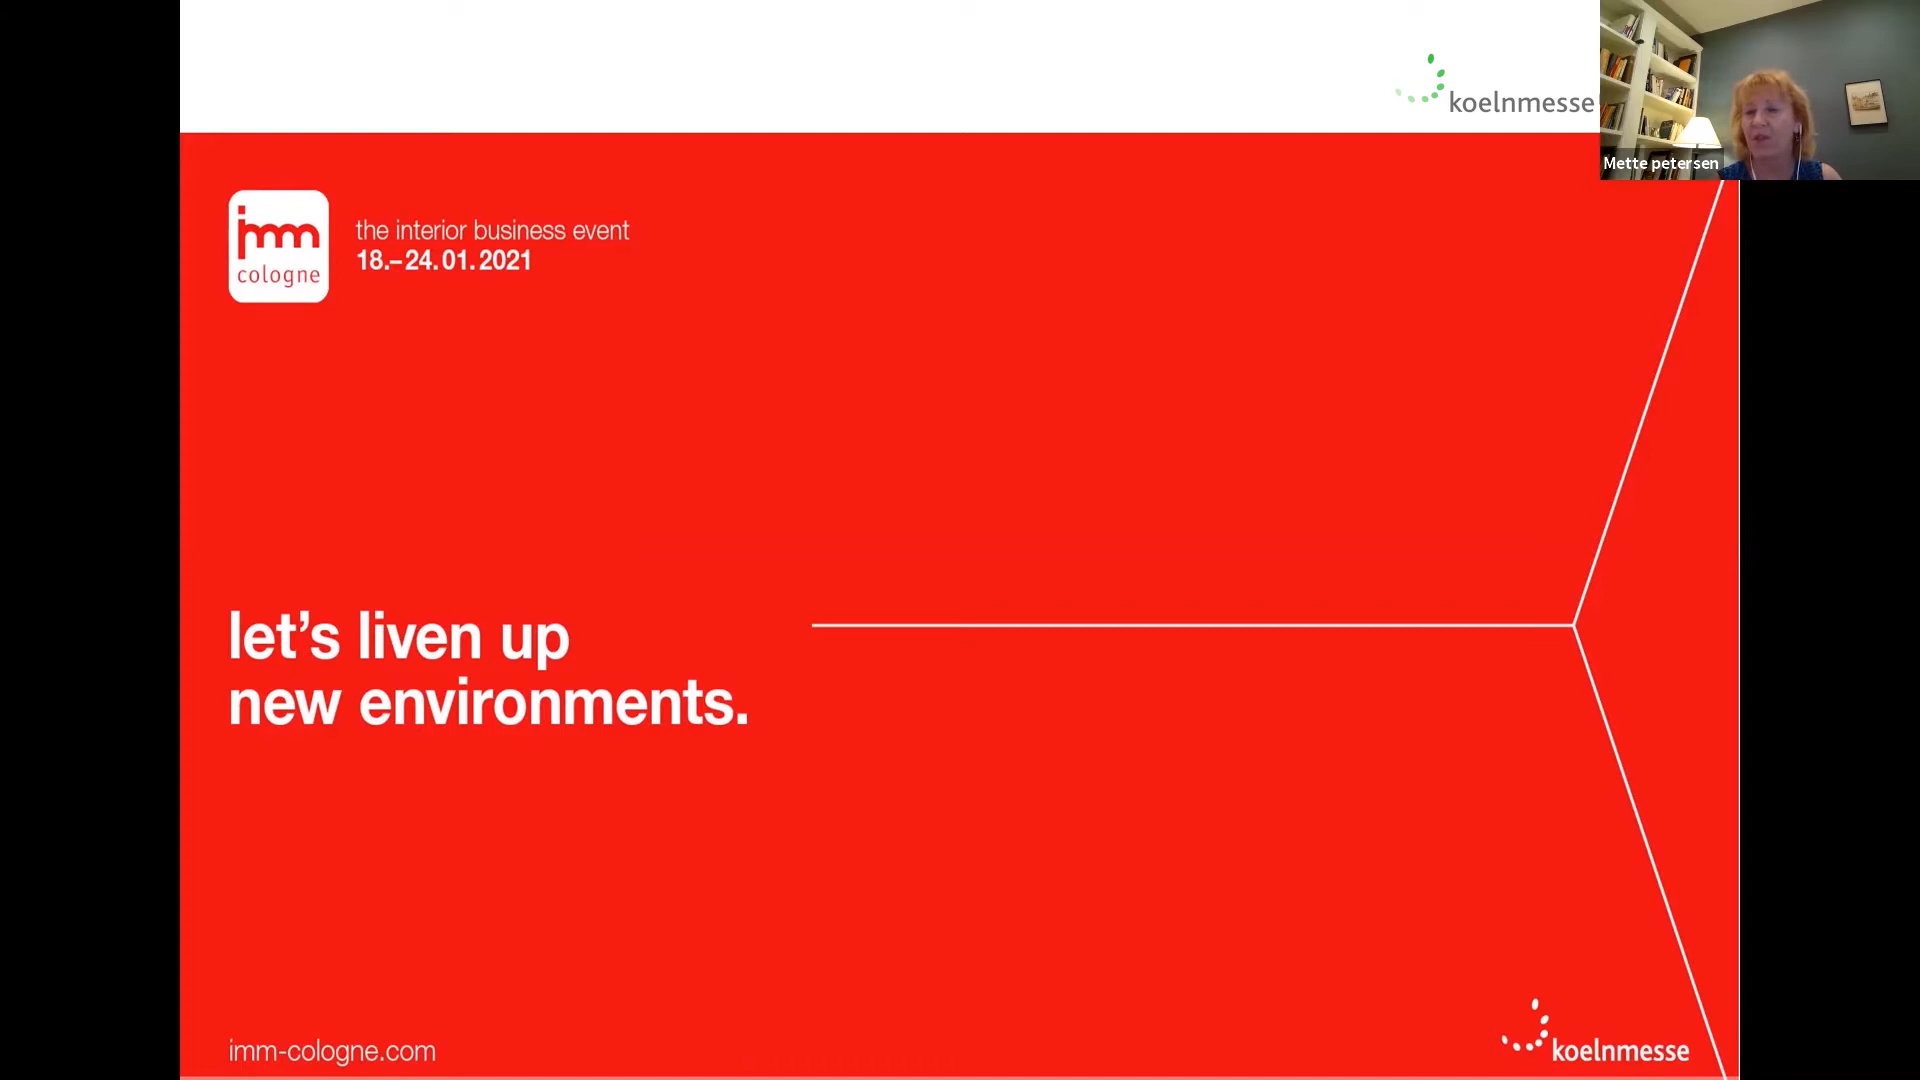 koelnmesse
Mette petersen
imm
cologne
the interior business event
18.–24.01.2021
let’s liven up
new environments.
imm-cologne.com
koelnmesse